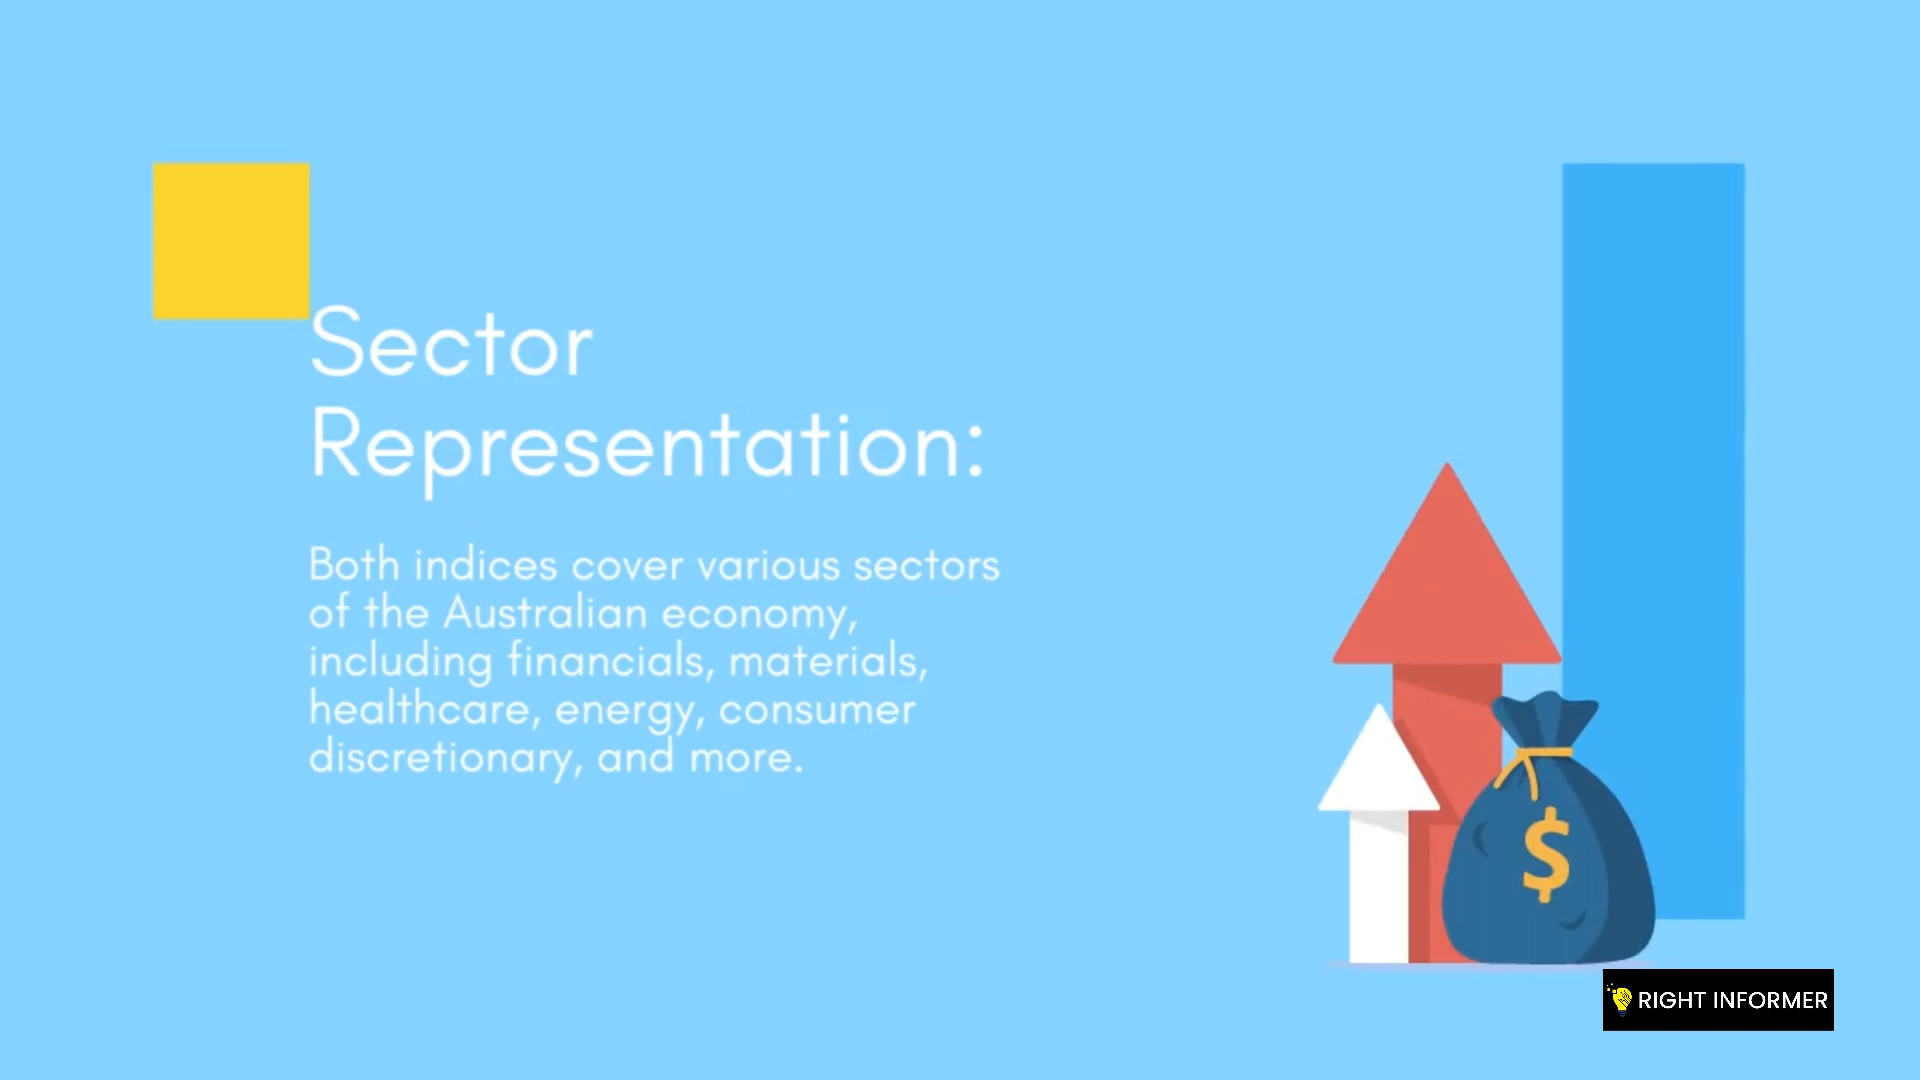 Sector
Representation:
Both indices cover various sectors
of the Australian economy,
including financials, materials,
healthcare, energy, consumer
discretionary, and more.
$
RIGHT INFORMER